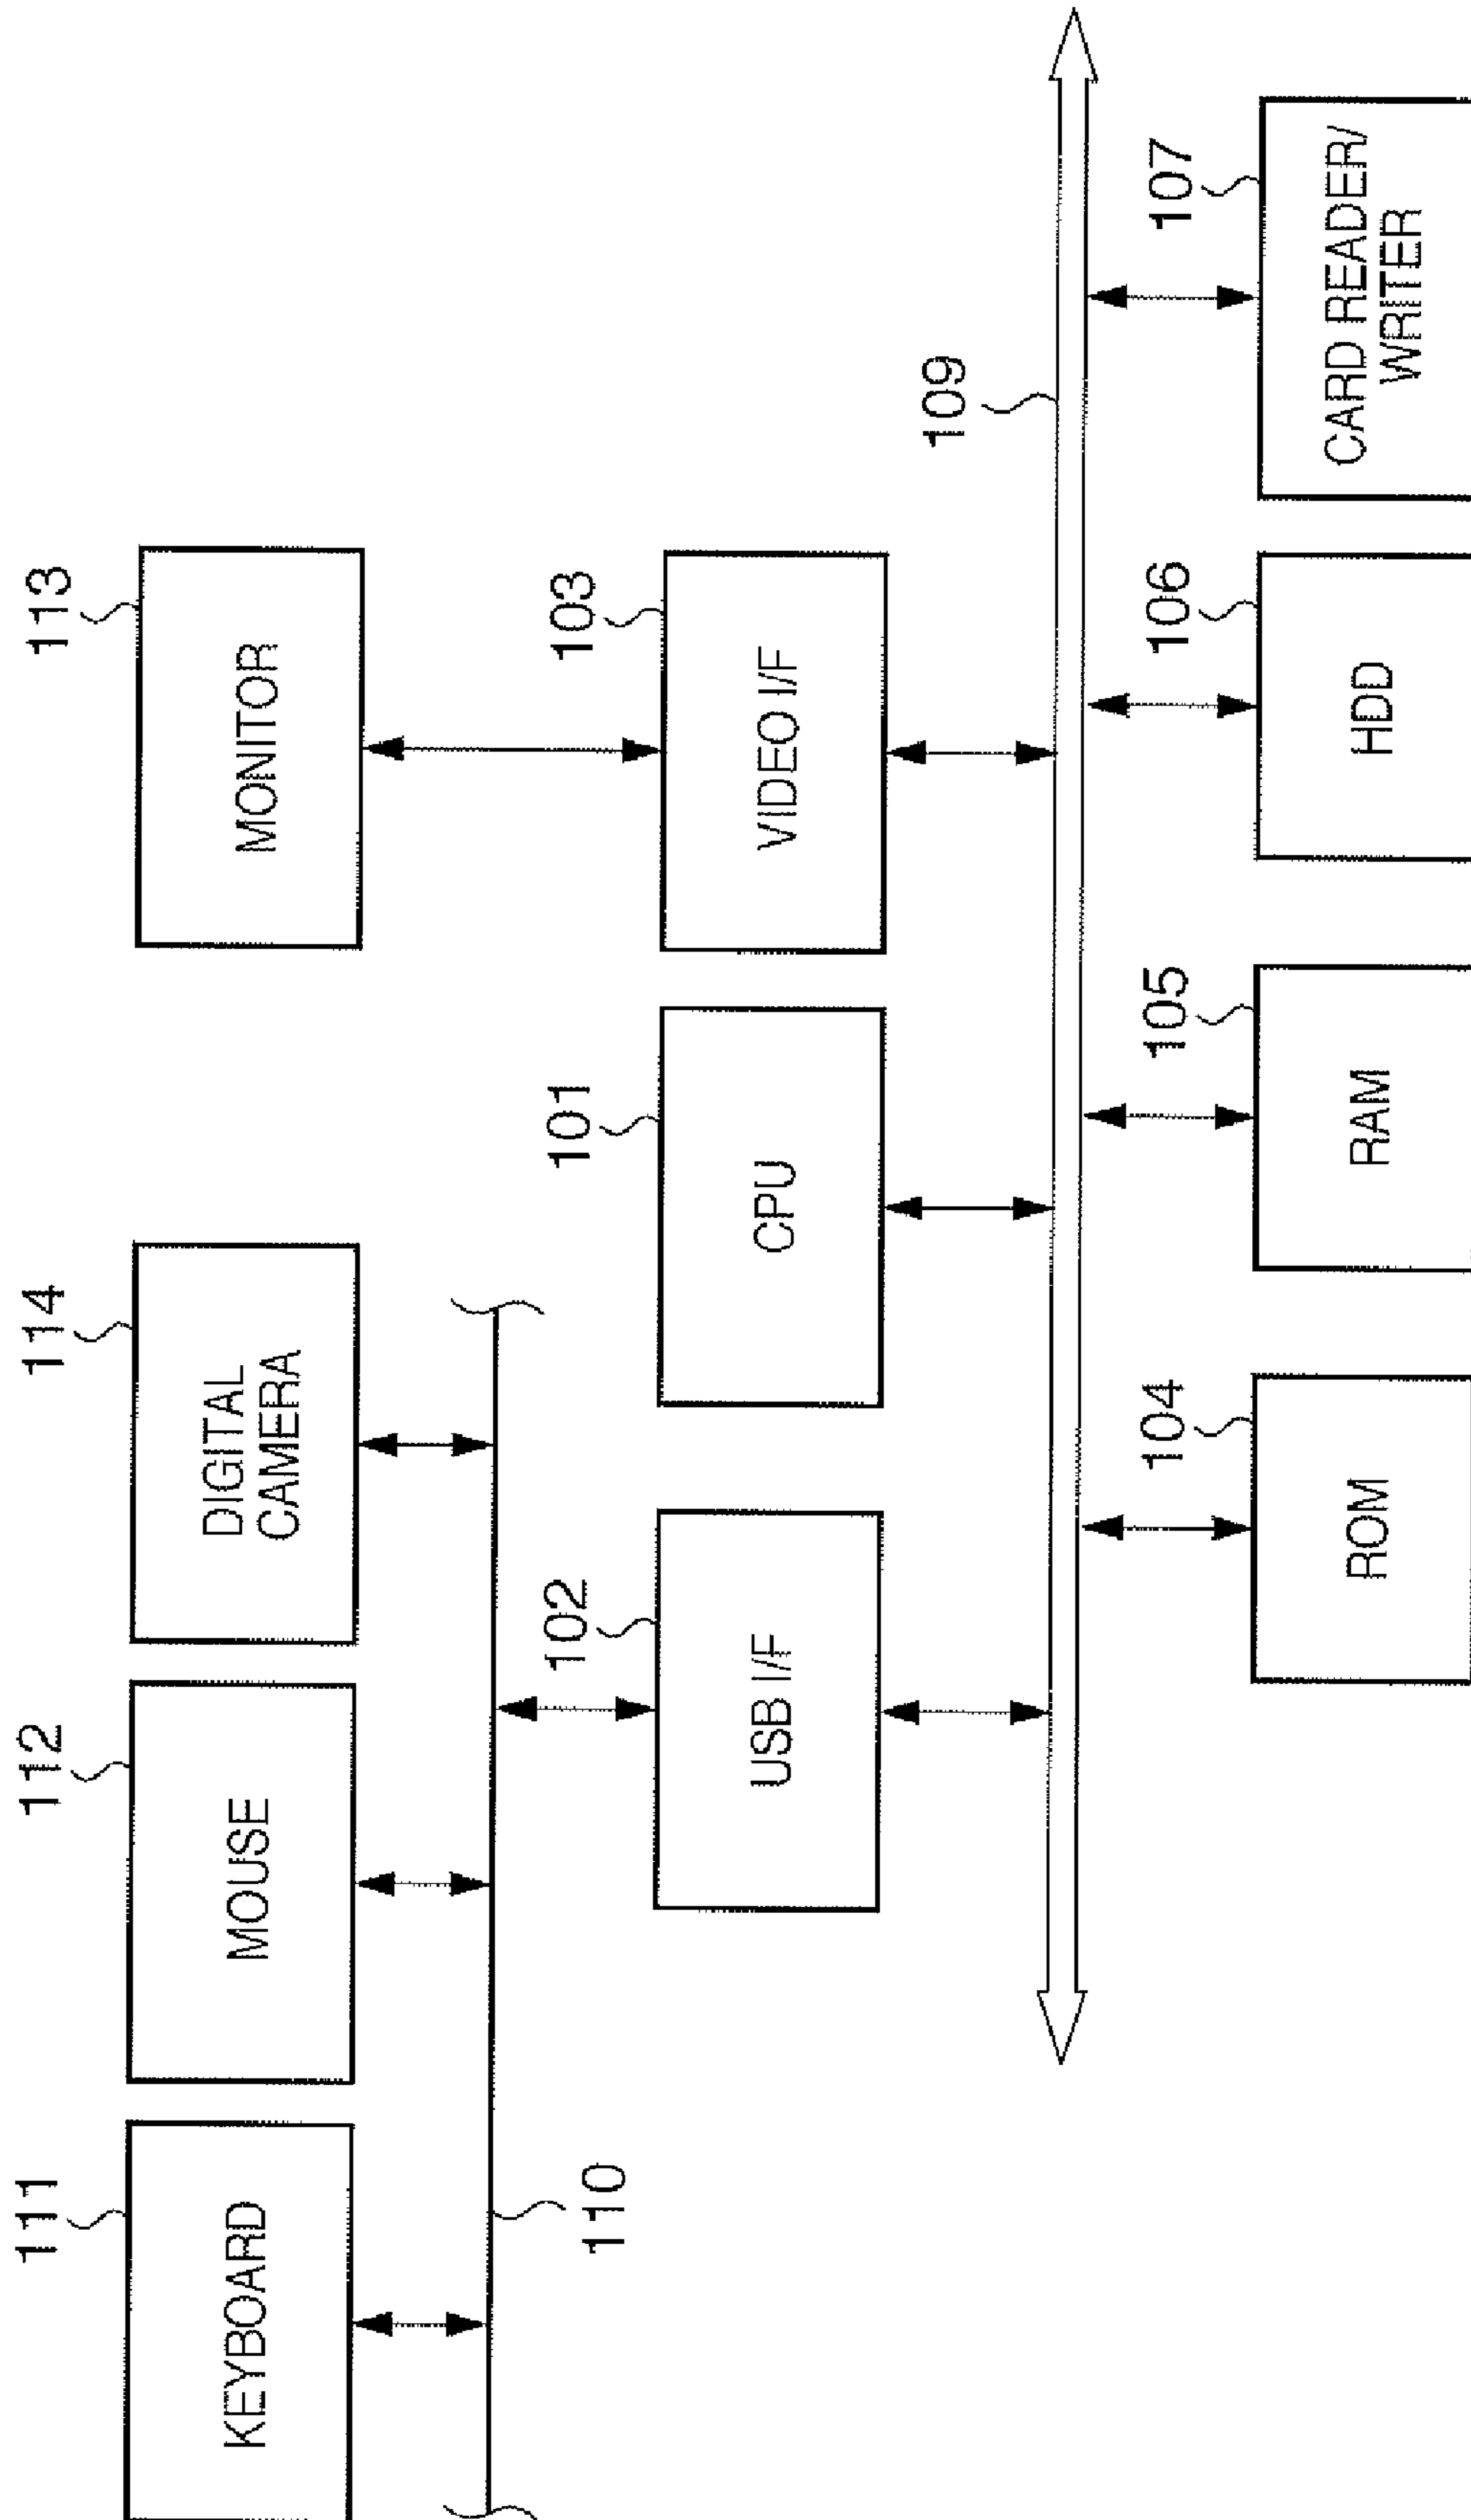 111
KEYBOARD
112
MOUSE
114
DIGITAL
CAMERA
113
MONITOR
110
102
USB I/F
101
CPU
103
VIDEO I/F
109
104
ROM
105
RAM
106
HDD
107
CARD READER/
WRITER